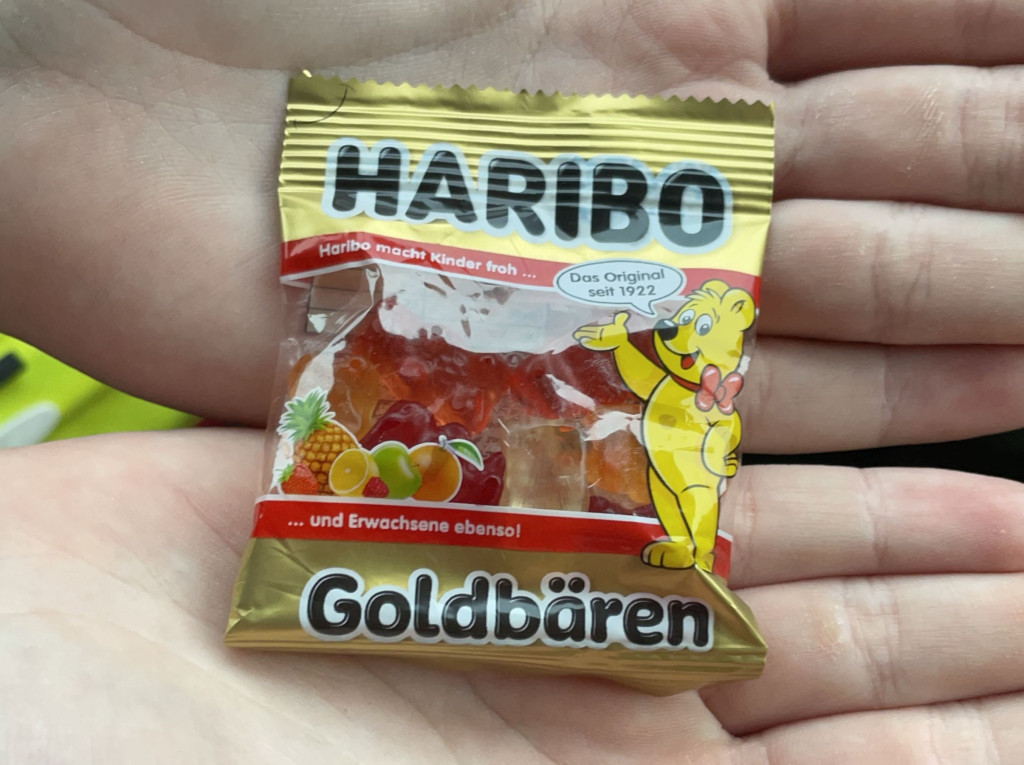 HARIBO
Haribo macht Kinder froh ...
Das Original
seit 1922
... und Erwachsene ebenso!
Goldbären